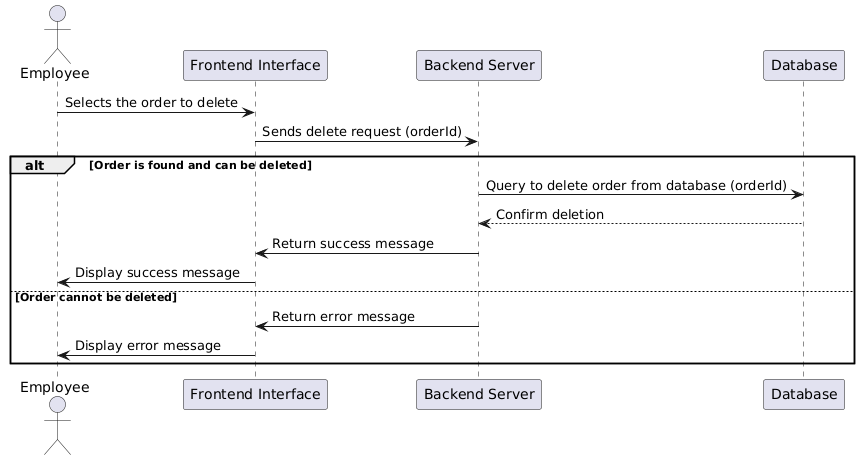 Employee
Frontend Interface
Backend Server
Database
Selects the order to delete
Sends delete request (orderId)
alt [Order is found and can be deleted]
Query to delete order from database (orderId)
Confirm deletion
Return success message
Display success message
[Order cannot be deleted]
Return error message
Display error message
Employee
Frontend Interface
Backend Server
Database